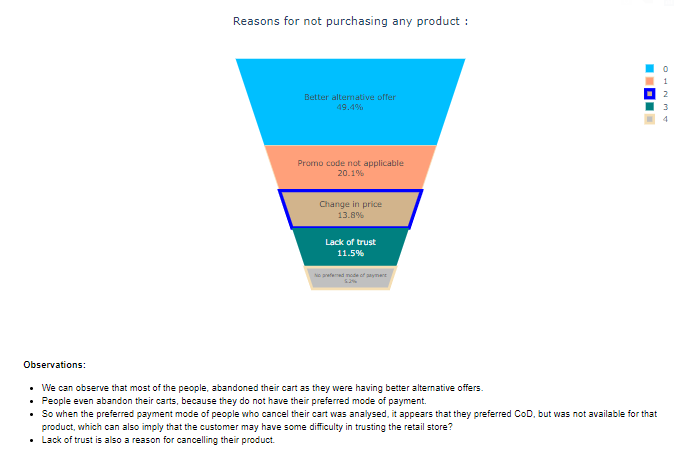 Reasons for not purchasing any product :
Better alternative offer
49.4%
Promo code not applicable
20.1%
Change in price
13.8%
Lack of trust
11.5%
No preferred mode of payment
5.2%
0
1
2
3
4
Observations:
• We can observe that most of the people, abandoned their cart as they were having better alternative offers.
• People even abandon their carts, because they do not have their preferred mode of payment.
• So when the preferred payment mode of people who cancel their cart was analysed, it appears that they preferred CoD, but was not available for that
product, which can also imply that the customer may have some difficulty in trusting the retail store?
• Lack of trust is also a reason for cancelling their product.